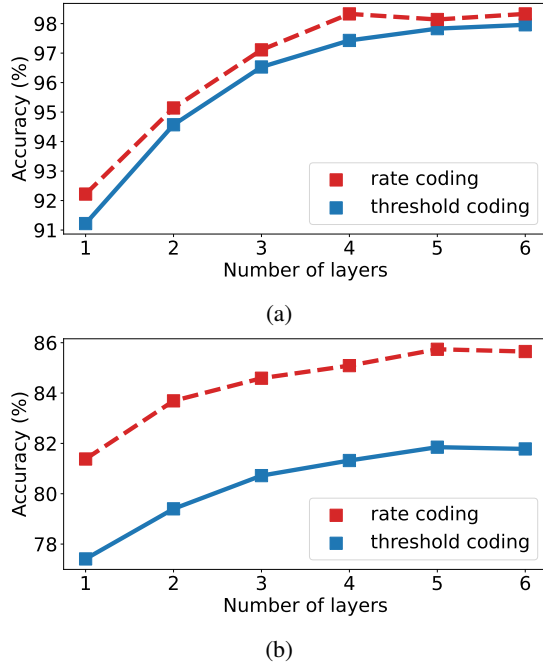 98
97
96
95
94
93
92
91
Accuracy (%)
rate coding
threshold coding
1 2 3 4 5 6
Number of layers
(a)
86
84
82
80
78
Accuracy (%)
rate coding
threshold coding
1 2 3 4 5 6
Number of layers
(b)